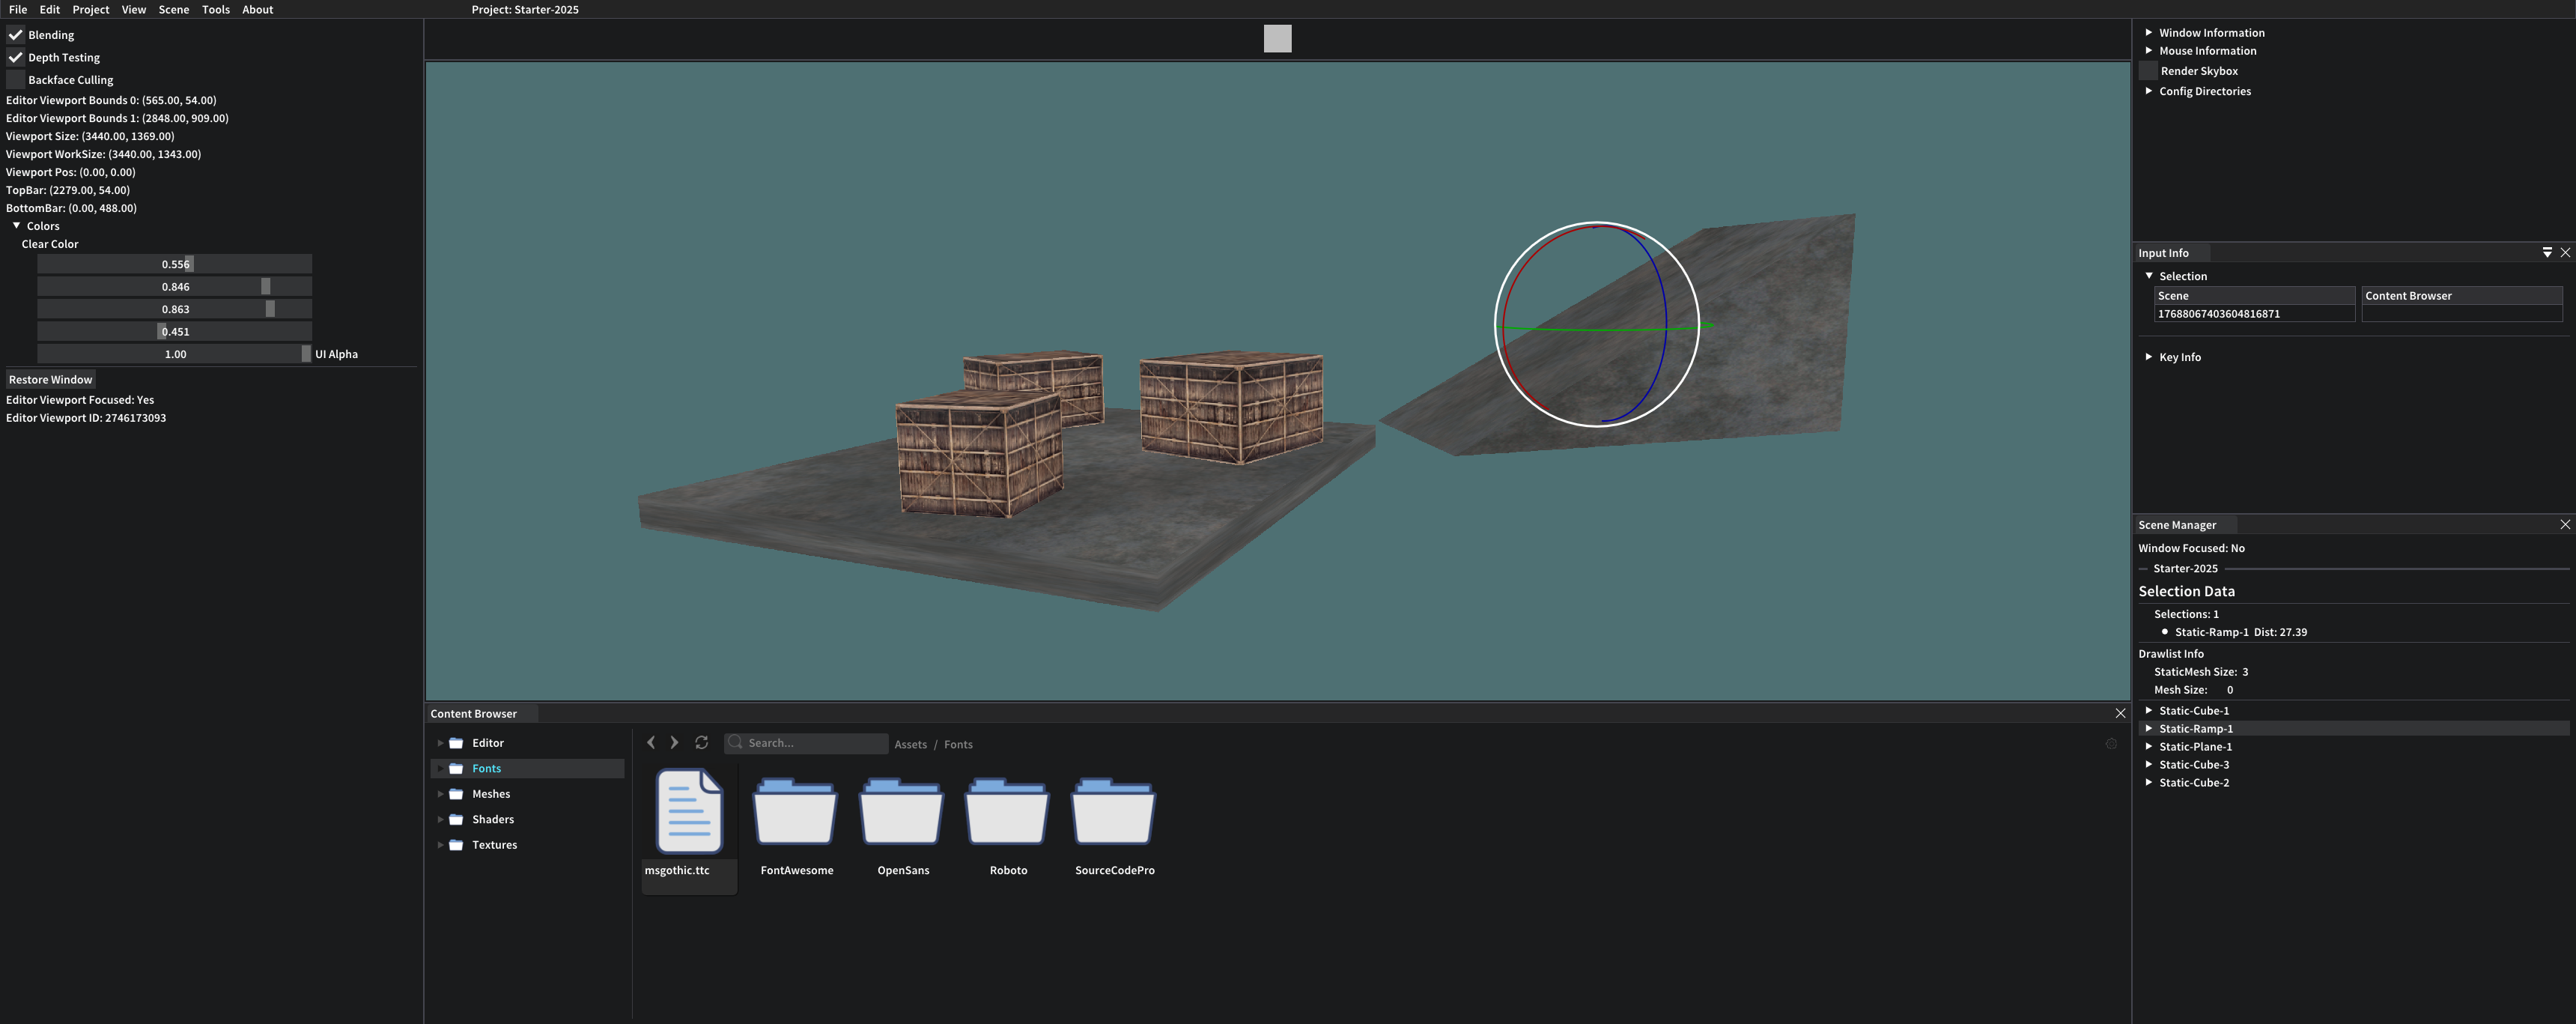 File Edit Project View Scene Tools About
Project: Starter-2025
Blending
Depth Testing
Backface Culling
Editor Viewport Bounds 0: (565.00, 54.00)
Editor Viewport Bounds 1: (2848.00, 909.00)
Viewport Size: (3440.00, 1369.00)
Viewport WorkSize: (3440.00, 1343.00)
Viewport Pos: (0.00, 0.00)
TopBar: (2279.00, 54.00)
BottomBar: (0.00, 488.00)
Colors
Clear Color
0.556
0.846
0.863
0.451
1.00 UI Alpha
Restore Window
Editor Viewport Focused: Yes
Editor Viewport ID: 2746173093
Content Browser
Editor
Fonts
Meshes
Shaders
Textures
Search...
Assets / Fonts
msgothic.ttc
FontAwesome
OpenSans
Roboto
SourceCodePro
Window Information
Mouse Information
Render Skybox
Config Directories
Input Info
Selection
Scene
Content Browser
17688067403604816871
Key Info
Scene Manager
Window Focused: No
Starter-2025
Selection Data
Selections: 1
Static-Ramp-1 Dist: 27.39
Drawlist Info
StaticMesh Size: 3
Mesh Size: 0
Static-Cube-1
Static-Ramp-1
Static-Plane-1
Static-Cube-3
Static-Cube-2